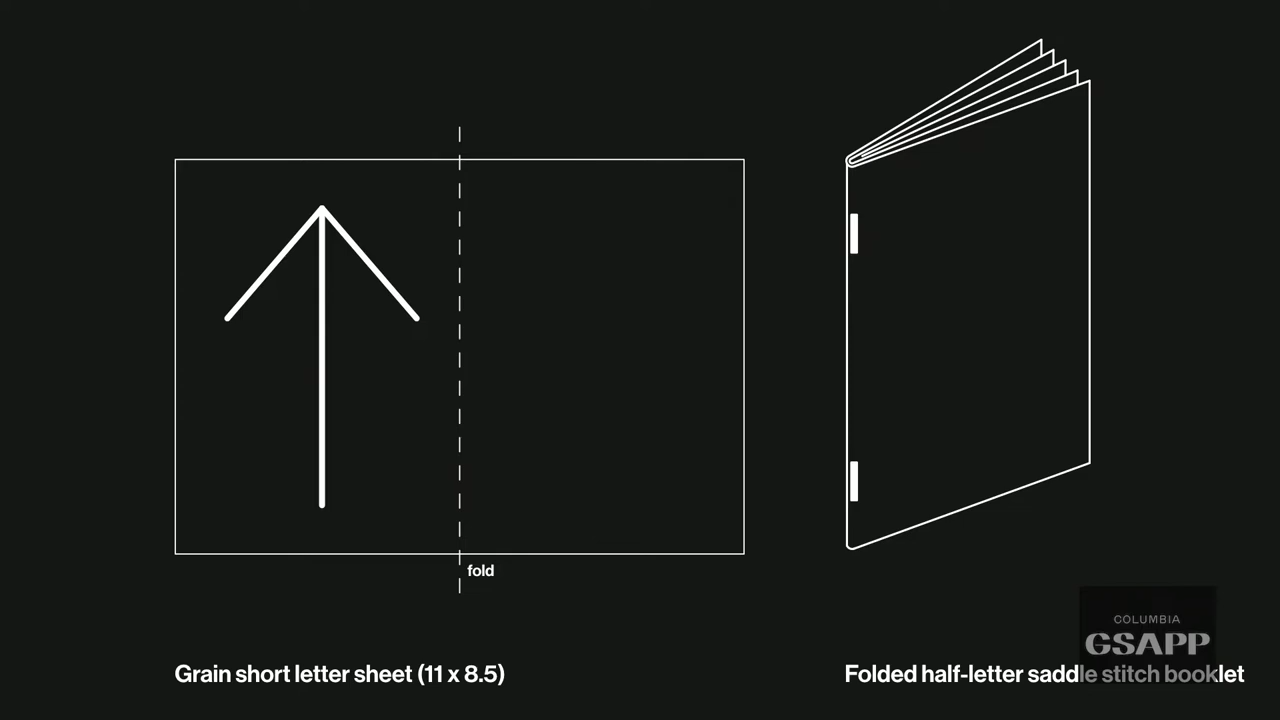 fold
Grain short letter sheet (11 x 8.5)
COLUMBIA
GSAPP
Folded half-letter saddle stitch booklet